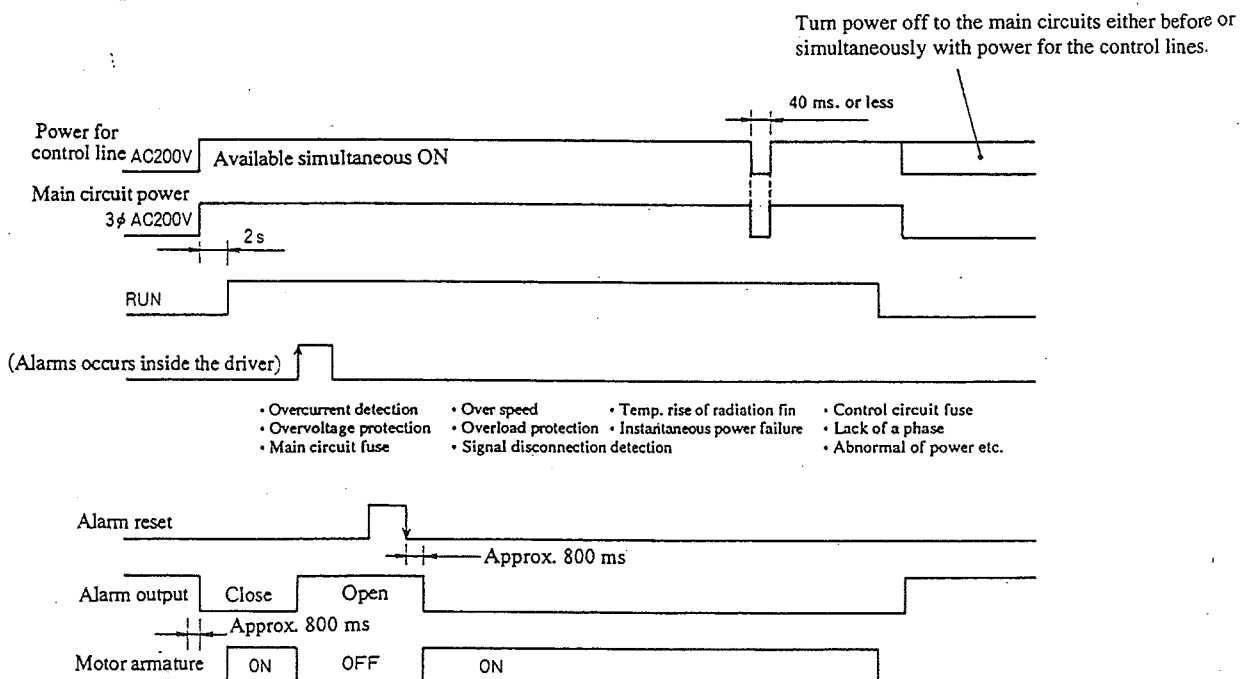 Turn power off to the main circuits either before or
simultaneously with power for the control lines.
40 ms. or less
Power for
control line AC200V
Available simultaneous ON
Main circuit power
3ϕ AC200V
2 s
RUN
(Alarms occurs inside the driver)
• Overcurrent detection • Over speed • Temp. rise of radiation fin • Control circuit fuse
• Overvoltage protection • Overload protection • Instantaneous power failure • Lack of a phase
• Main circuit fuse • Signal disconnection detection • Abnormal of power etc.
Alarm reset
Approx. 800 ms
Alarm output Close Open
Approx. 800 ms
Motor armature ON OFF ON